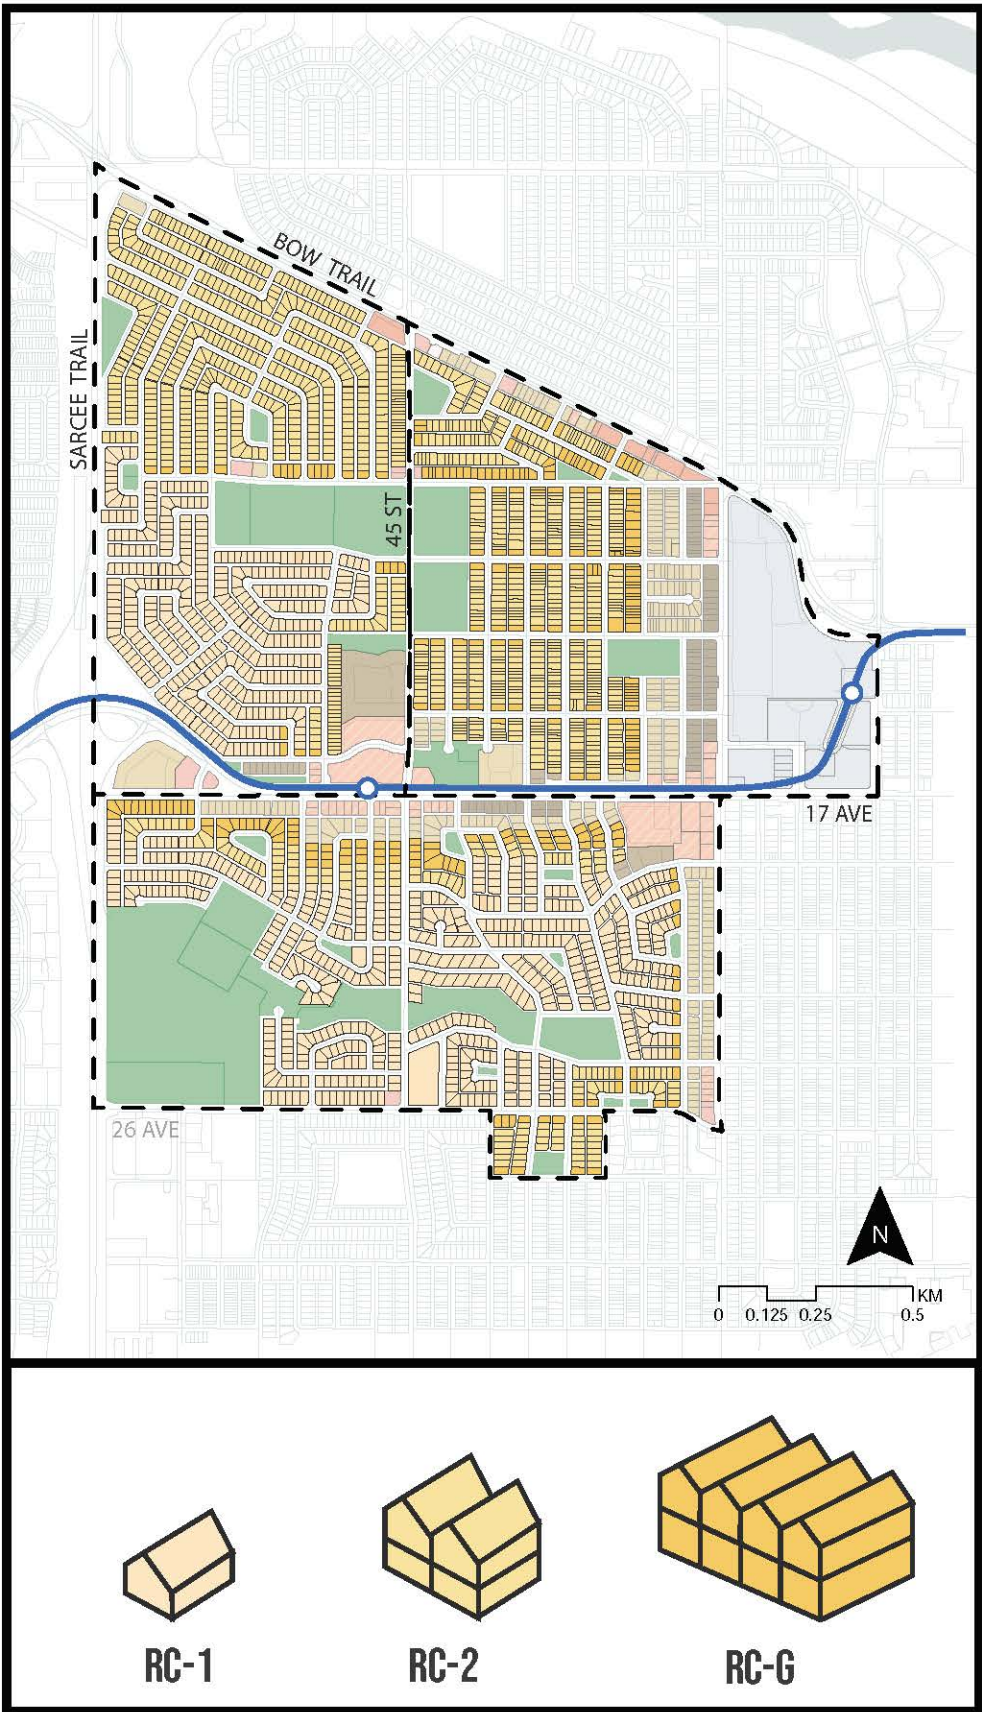 BOW TRAIL
SARCEE TRAIL
45 ST
17 AVE
26 AVE
N
KM
0 0.125 0.25 0.5
RC-1 RC-2 RC-G